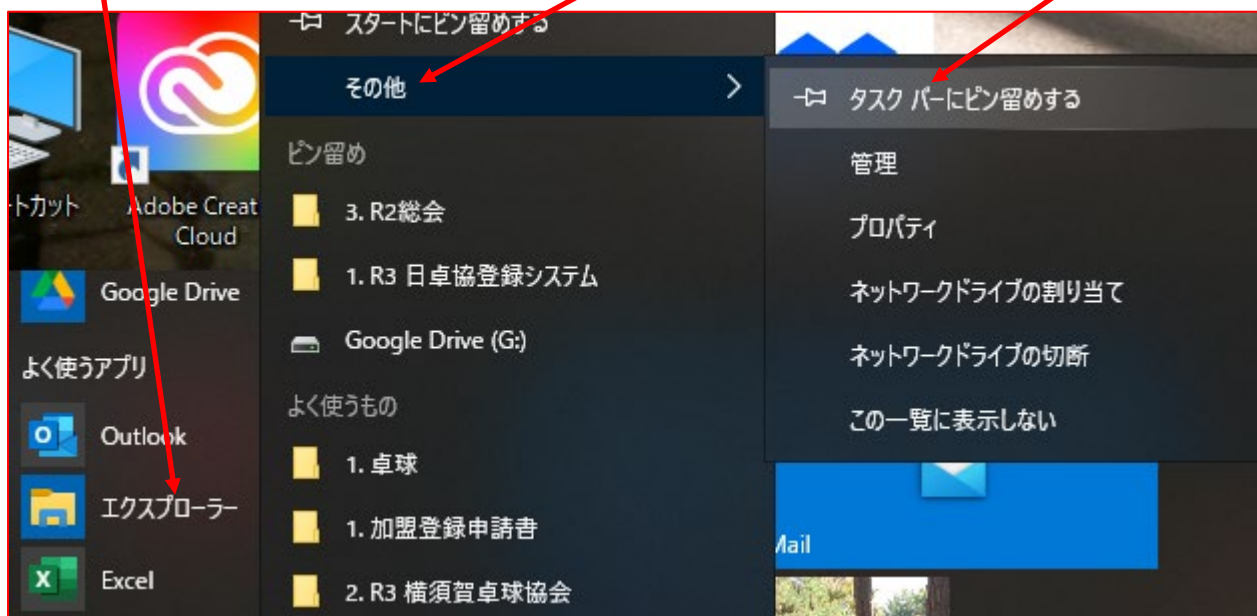 スタートにピン留めする
その他
ピン留め
3. R2総会
1. R3 日卓協登録システム
Google Drive (G:)
よく使うもの
1. 卓球
1. 加盟登録申請書
2. R3 横須賀卓球協会
タスク バーにピン留めする
管理
プロパティ
ネットワークドライブの割り当て
ネットワークドライブの切断
この一覧に表示しない
トカット
Adobe Creat
Cloud
Google Drive
よく使うアプリ
Outlook
エクスプローラー
Excel
Mail